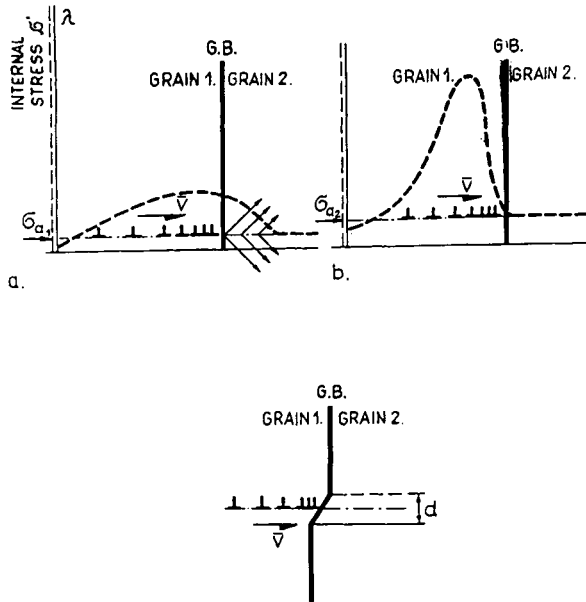 INTERNAL
STRESS σ'
λ
G.B.
GRAIN 1. GRAIN 2.
v̄
σa1
a.
G.B.
GRAIN 1. GRAIN 2.
v̄
σa2
b.
G.B.
GRAIN 1. GRAIN 2.
d
v̄